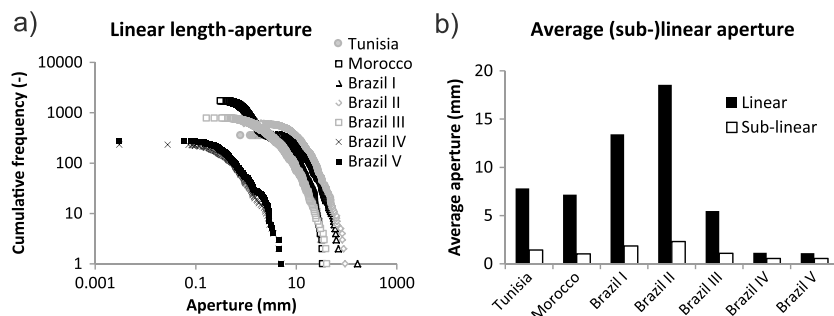 a)
Linear length-aperture
Cumulative frequency (-)
10000
1000
100
10
1
0.001
0.1
10
1000
Aperture (mm)
Tunisia
Morocco
Brazil I
Brazil II
Brazil III
Brazil IV
Brazil V
b)
Average (sub-)linear aperture
Average aperture (mm)
20
15
10
5
0
Linear
Sub-linear
Tunisia
Morocco
Brazil I
Brazil II
Brazil III
Brazil IV
Brazil V